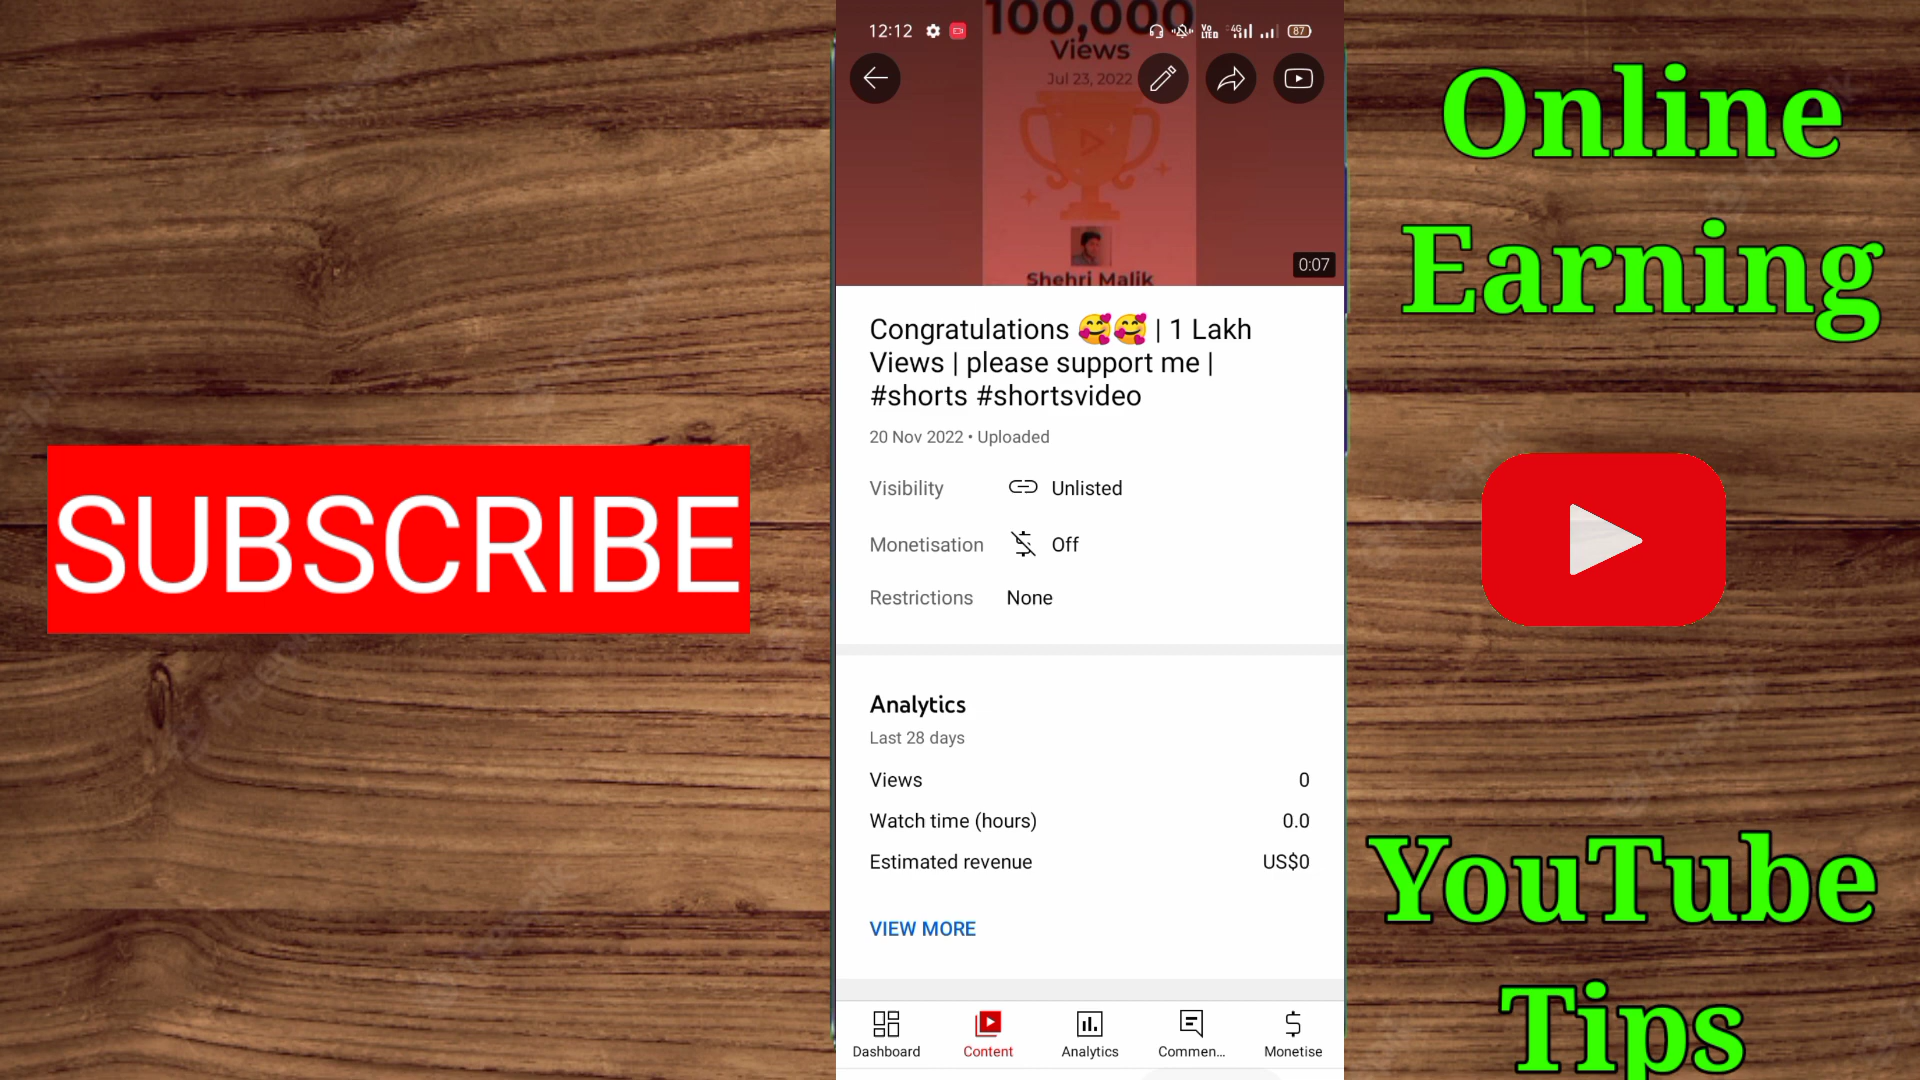 100,000
12:12
87
Views
Jul 23, 2022
0:07
Shehri Malik
Congratulations 🥰🥰 | 1 Lakh
Views | please support me |
#shorts #shortsvideo
20 Nov 2022 • Uploaded
Visibility Unlisted
Monetisation Off
Restrictions None
Analytics
Last 28 days
Views 0
Watch time (hours) 0.0
Estimated revenue US$0
VIEW MORE
Dashboard Content Analytics Commen... Monetise
SUBSCRIBE
Online
Earning
YouTube
Tips